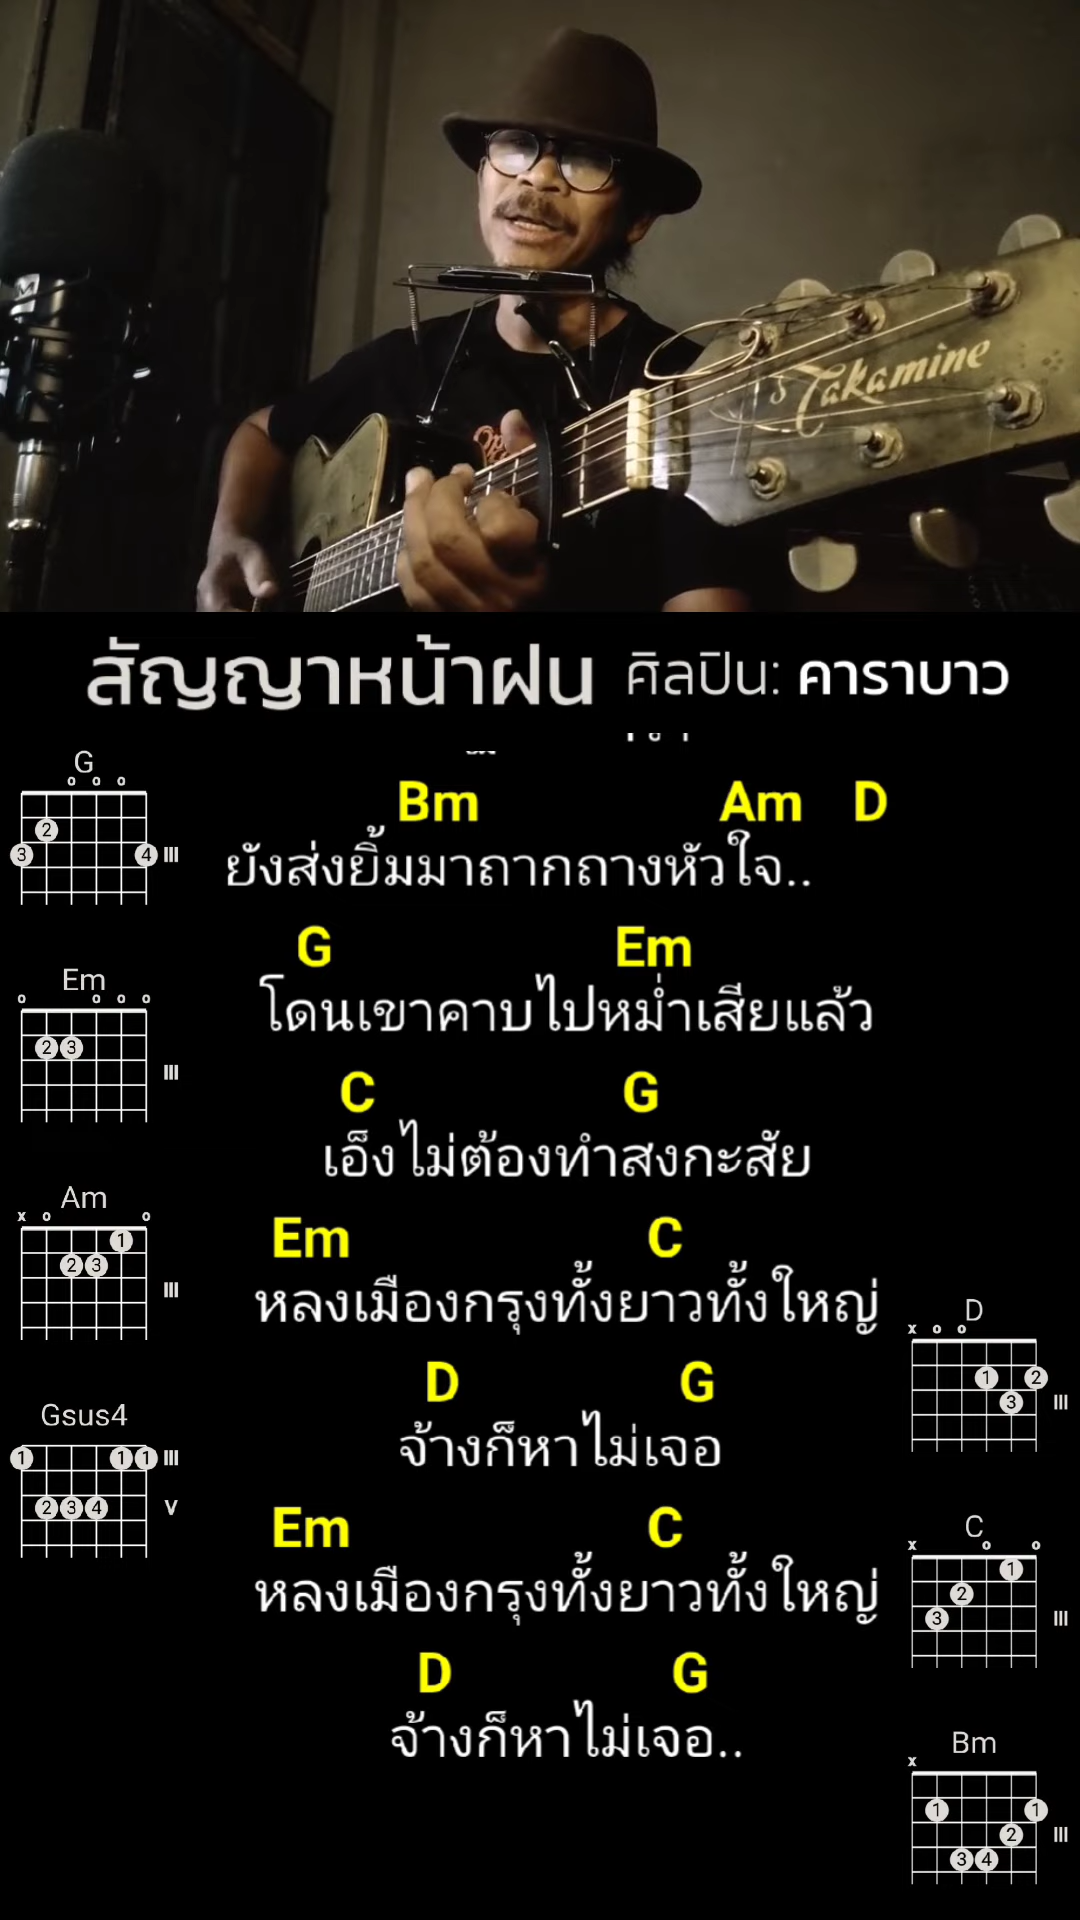 Takamine
สัญญาหน้าฝน ศิลปิน: คาราบาว
G
Bm Am D
ยังส่งยิ้มมาถากถางหัวใจ..
G Em
โดนเขาคาบไปหม่ำเสียแล้ว
Em
C G
เอ็งไม่ต้องทำสงกะสัย
Am
Em C
หลงเมืองกรุงทั้งยาวทั้งใหญ่
D
D G
จ้างก็หาไม่เจอ
Gsus4
Em C
หลงเมืองกรุงทั้งยาวทั้งใหญ่
C
D G
จ้างก็หาไม่เจอ..
Bm